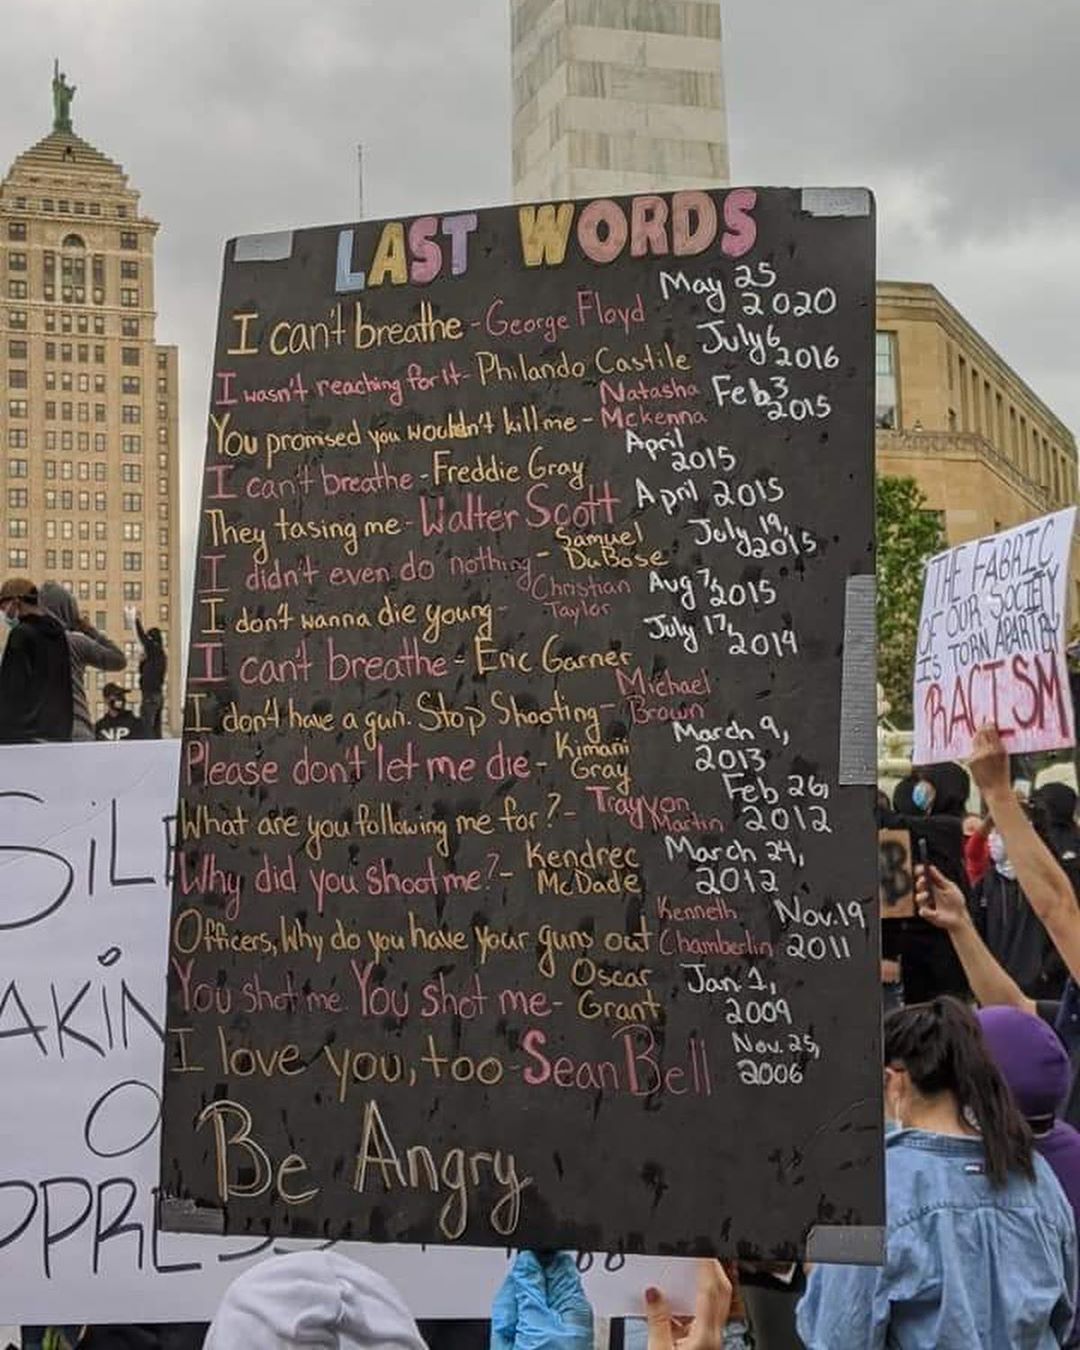 LAST WORDS
I can't breathe - George Floyd May 25 2020
I wasn't reaching for it - Philando Castile July 6 2016
You promised you wouldn't kill me - Natasha Mckenna Feb 3 2015
I can't breathe - Freddie Gray April 2015
They tasing me - Walter Scott April 2015
I didn't even do nothing - Samuel DuBose July 19, 2015
I don't wanna die young - Christian Taylor Aug 7, 2015
I can't breathe - Eric Garner July 17, 2014
I don't have a gun. Stop Shooting - Michael Brown
Please don't let me die - Kimani Gray March 9, 2013
What are you following me for? - Trayvon Martin Feb 26, 2012
Why did you shoot me? - Kendrec McDade March 24, 2012
Officers, Why do you have your guns out Kenneth Chamberlin Nov. 19 2011
You shot me. You shot me - Oscar Grant Jan. 1, 2009
I love you, too - Sean Bell Nov. 25, 2006
Be Angry
THE FABRIC
OF OUR SOCIETY
IS TORN APART BY
RACISM
SiL
AKIN
O
PPRESS